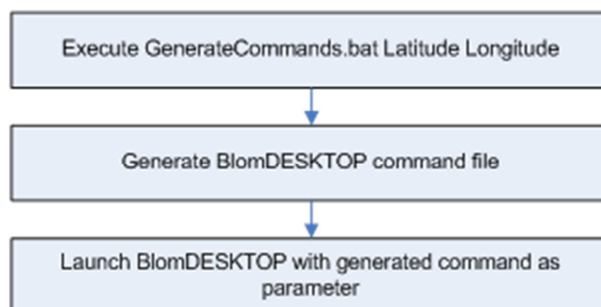 Execute GenerateCommands.bat Latitude Longitude
Generate BlomDESKTOP command file
Launch BlomDESKTOP with generated command as
parameter